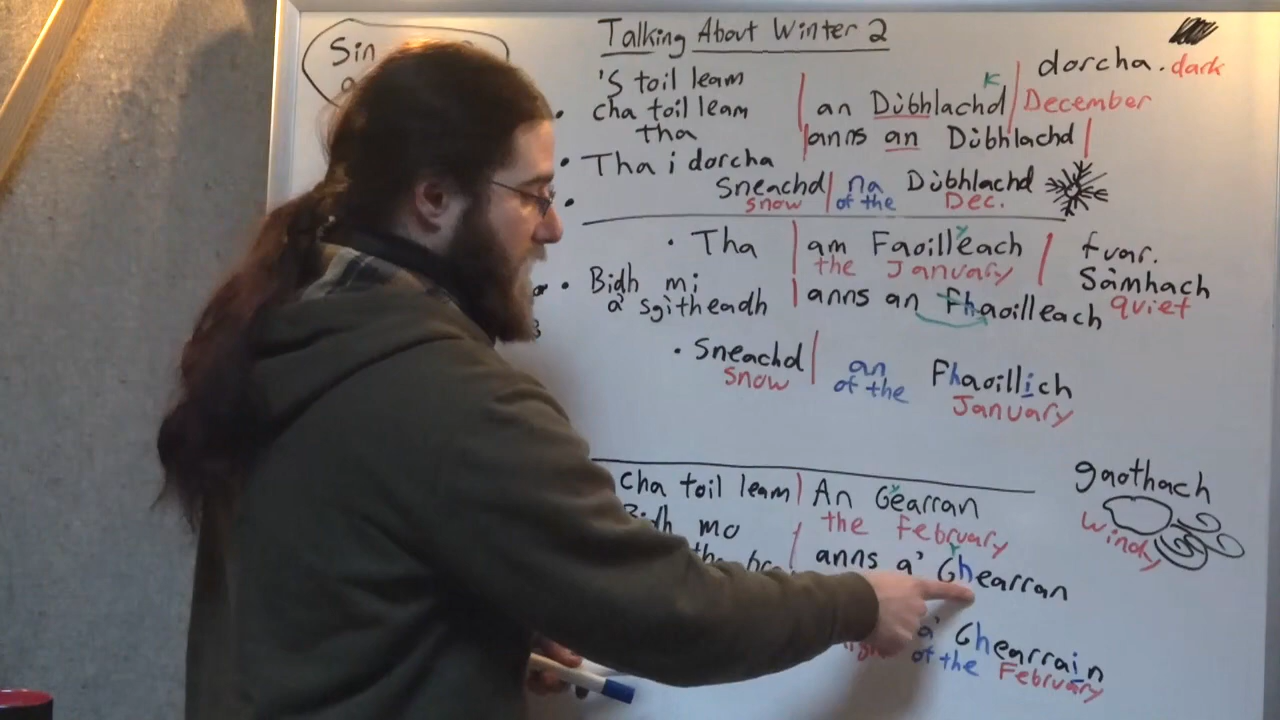 Talking About Winter 2
Sin
'S toil leam
dorcha. dark
cha toil leam an Dùbhlachd December
K
tha anns an Dùbhlachd
Tha i dorcha
Sneachd na Dùbhlachd
snow of the Dec.
Tha am Faoilleach fuar.
the January Sàmhach
Bidh mi anns an Fhaoilleach quiet
a' sgìtheadh
Sneachd an Fhaoillich
snow of the January
gaothach
windy
Cha toil leam An Gearran
the February
Bidh mo anns a' Ghearran
a' Ghearrain
of the February